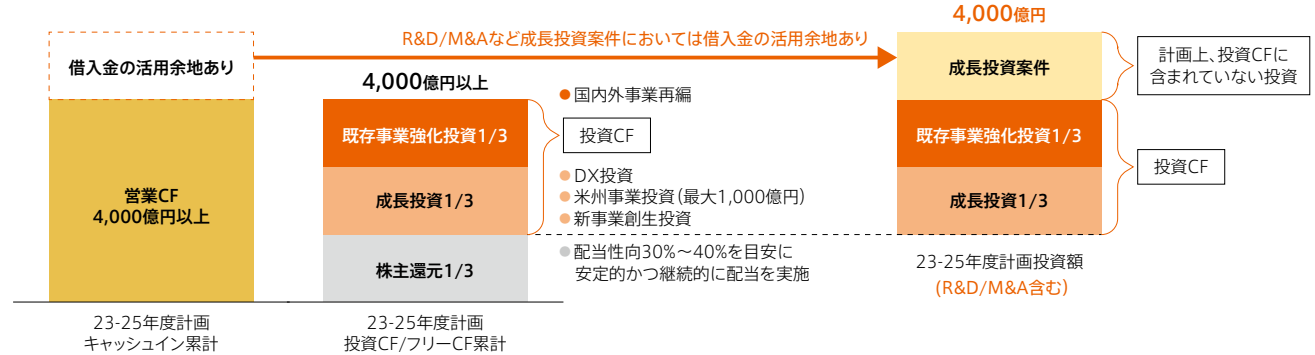 借入金の活用余地あり
営業CF
4,000億円以上
23-25年度計画
キャッシュイン累計
R&D/M&Aなど成長投資案件においては借入金の活用余地あり
4,000億円以上
既存事業強化投資1/3
成長投資1/3
株主還元1/3
23-25年度計画
投資CF/フリーCF累計
●国内外事業再編
投資CF
●DX投資
●米州事業投資(最大1,000億円)
●新事業創生投資
●配当性向30%～40%を目安に
安定的かつ継続的に配当を実施
4,000億円
成長投資案件
既存事業強化投資1/3
成長投資1/3
23-25年度計画投資額
(R&D/M&A含む)
計画上、投資CFに
含まれていない投資
投資CF